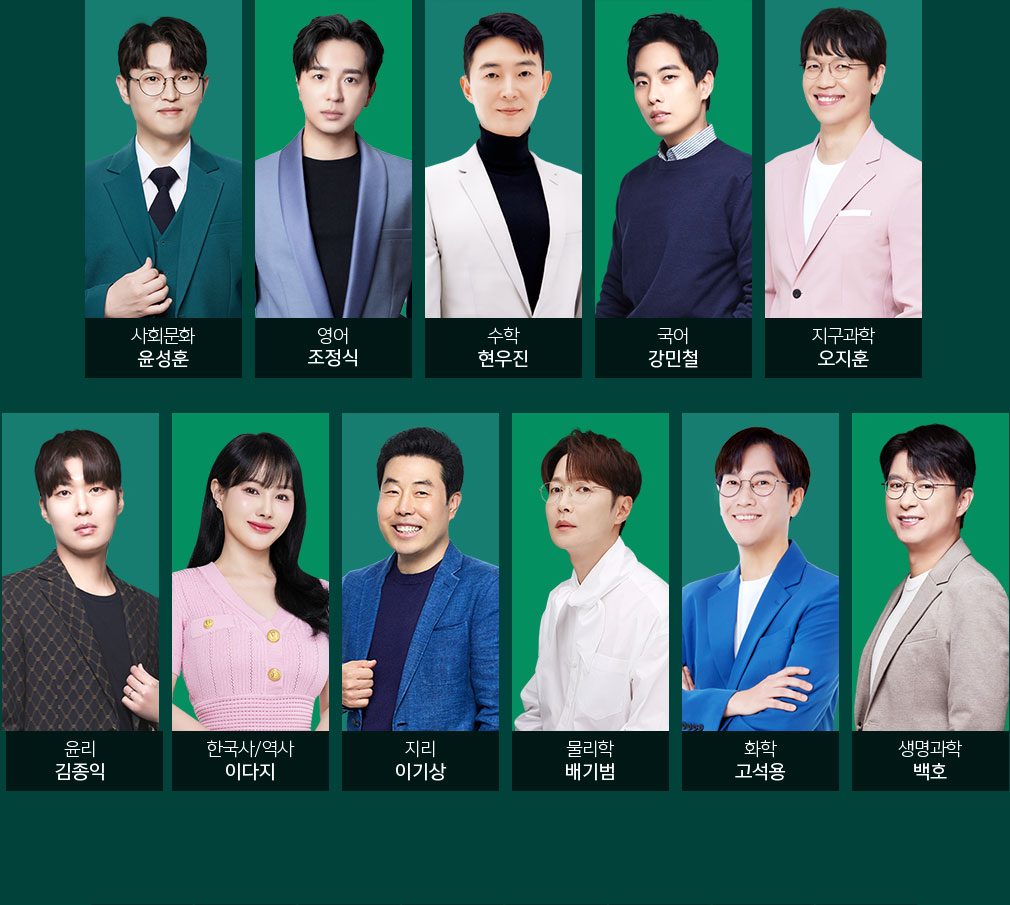 사회문화
윤성훈
영어
조정식
수학
현우진
국어
강민철
지구과학
오지훈
윤리
김종익
한국사/역사
이다지
지리
이기상
물리학
배기범
화학
고석용
생명과학
백호